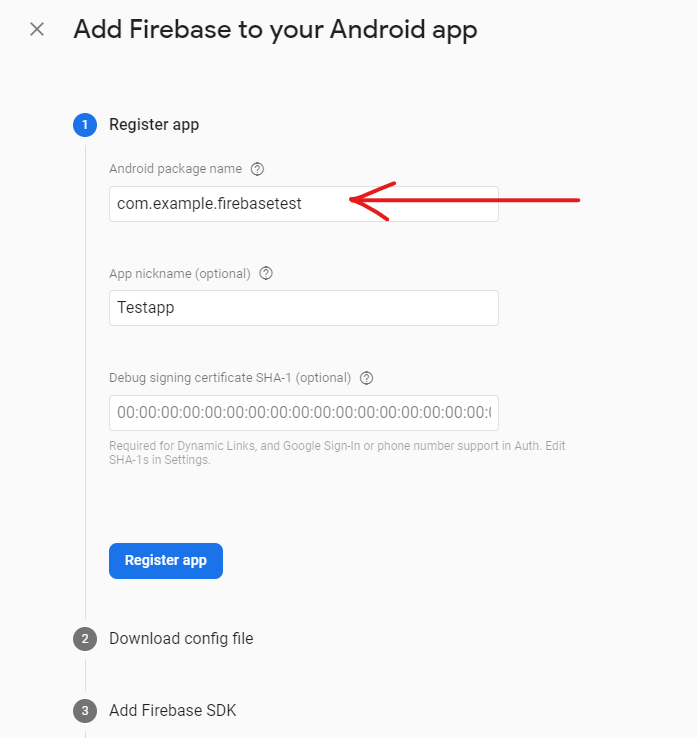 Add Firebase to your Android app
1 Register app
Android package name ?
com.example.firebasetest
App nickname (optional) ?
Testapp
Debug signing certificate SHA-1 (optional) ?
00:00:00:00:00:00:00:00:00:00:00:00:00:00:00:00:00:
Required for Dynamic Links, and Google Sign-In or phone number support in Auth. Edit
SHA-1s in Settings.
Register app
2 Download config file
3 Add Firebase SDK